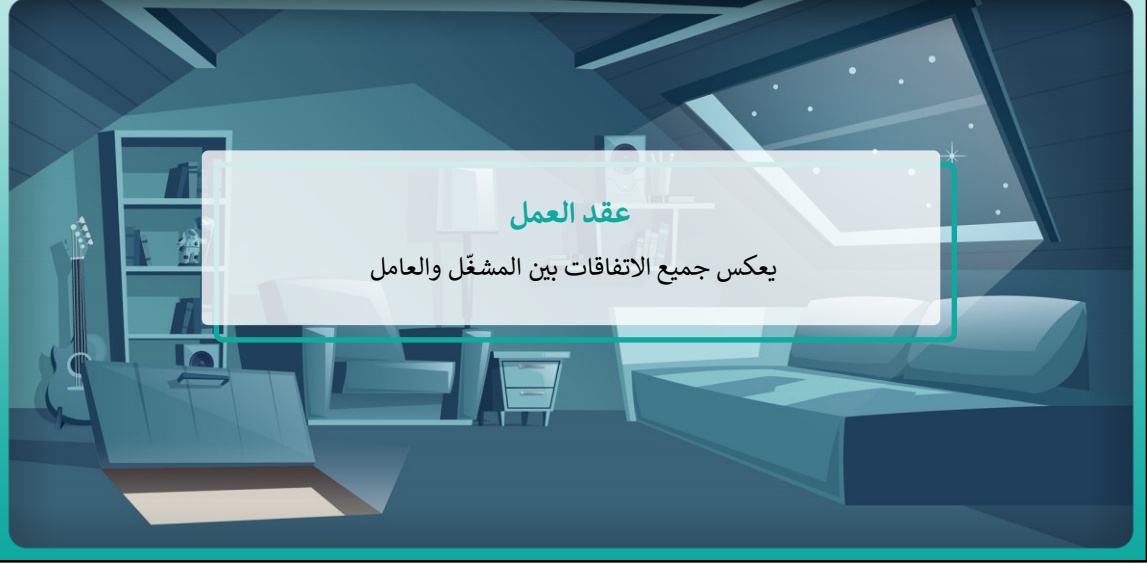 عقد العمل
يعكس جميع الاتفاقات بين المشغّل والعامل